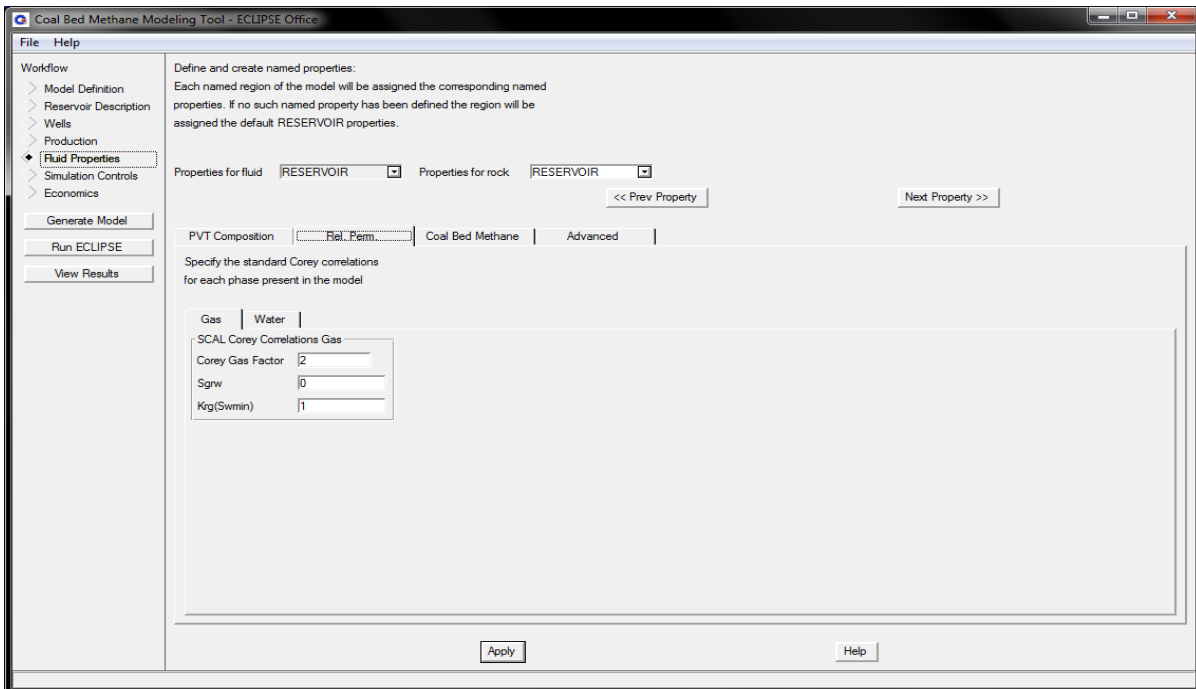 Coal Bed Methane Modeling Tool - ECLIPSE Office
File Help
Workflow
Model Definition
Reservoir Description
Wells
Production
Fluid Properties
Simulation Controls
Economics
Generate Model
Run ECLIPSE
View Results
Define and create named properties:
Each named region of the model will be assigned the corresponding named
properties. If no such named property has been defined the region will be
assigned the default RESERVOIR properties.
Properties for fluid RESERVOIR Properties for rock RESERVOIR
<< Prev Property Next Property >>
PVT Composition Rel. Perm. Coal Bed Methane Advanced
Specify the standard Corey correlations
for each phase present in the model
Gas Water
SCAL Corey Correlations Gas
Corey Gas Factor 2
Sgrw 0
Krg(Swmin) 1
Apply Help